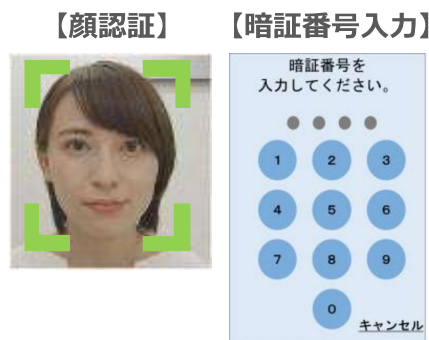 【顔認証】
【暗証番号入力】
暗証番号を
入力してください。
1 2 3
4 5 6
7 8 9
0
キャンセル